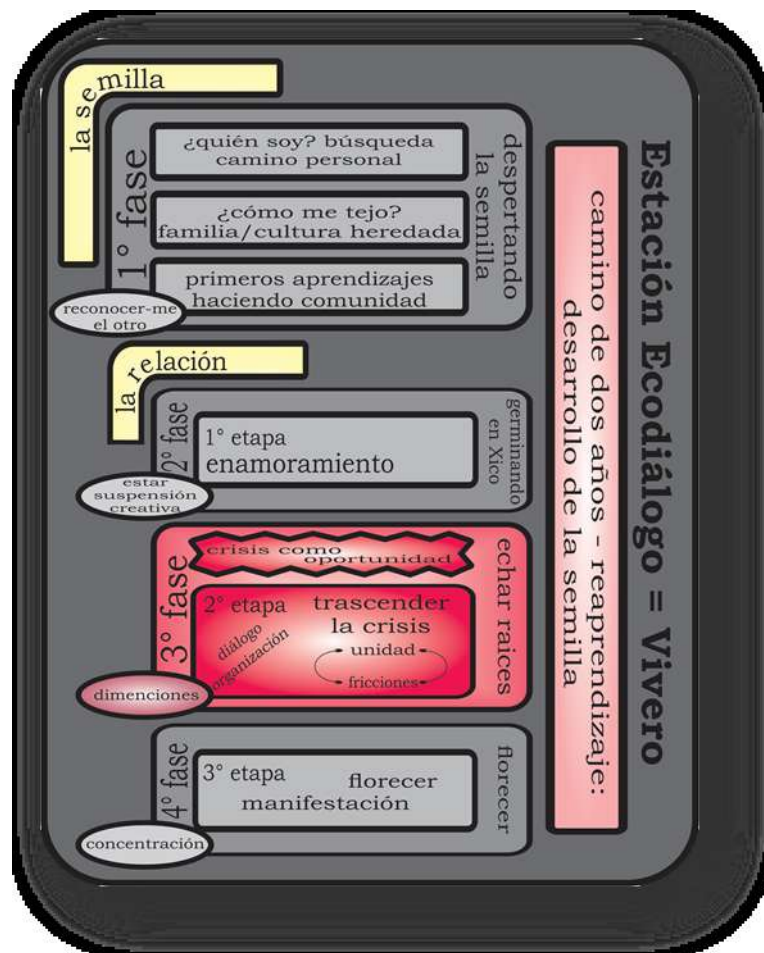 Estación Ecodiálogo = Vivero
camino de dos años - reaprendizaje:
desarrollo de la semilla
la semilla
1° fase
despertando
la semilla
¿quién soy? búsqueda
camino personal
¿cómo me tejo?
familia/cultura heredada
primeros aprendizajes
haciendo comunidad
reconocer-me
el otro
la relación
2° fase
germinando
en Xico
1° etapa
enamoramiento
estar
suspensión
creativa
3° fase
echar raices
crisis como
oportunidad
2° etapa
trascender
la crisis
diálogo
organización
unidad
fricciones
dimenciones
4° fase
florecer
3° etapa
florecer
manifestación
concentración